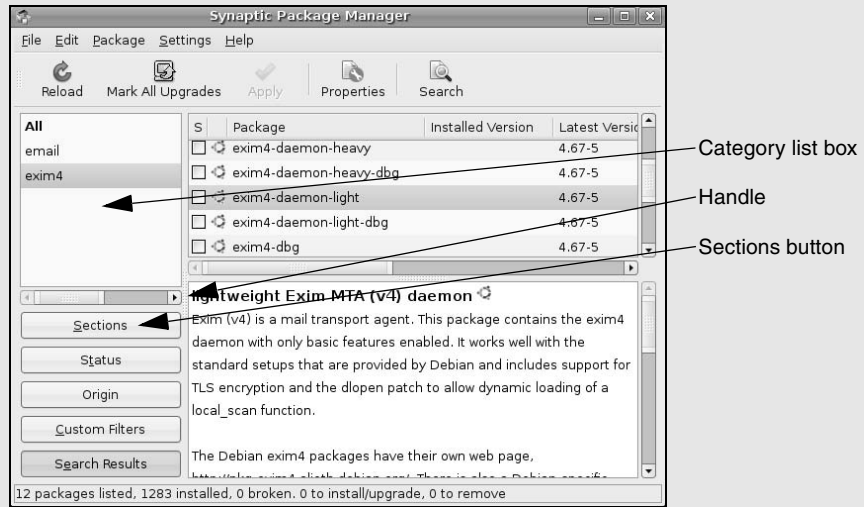 Synaptic Package Manager
File Edit Package Settings Help
Reload Mark All Upgrades Apply Properties Search
All
email
exim4
S Package Installed Version Latest Versic
exim4-daemon-heavy 4.67-5
exim4-daemon-heavy-dbg 4.67-5
exim4-daemon-light 4.67-5
exim4-daemon-light-dbg 4.67-5
exim4-dbg 4.67-5
Category list box
Handle
Sections button
Sections
Status
Origin
Custom Filters
Search Results
lightweight Exim MTA (v4) daemon
Exim (v4) is a mail transport agent. This package contains the exim4
daemon with only basic features enabled. It works well with the
standard setups that are provided by Debian and includes support for
TLS encryption and the dlopen patch to allow dynamic loading of a
local_scan function.
The Debian exim4 packages have their own web page,
12 packages listed, 1283 installed, 0 broken. 0 to install/upgrade, 0 to remove